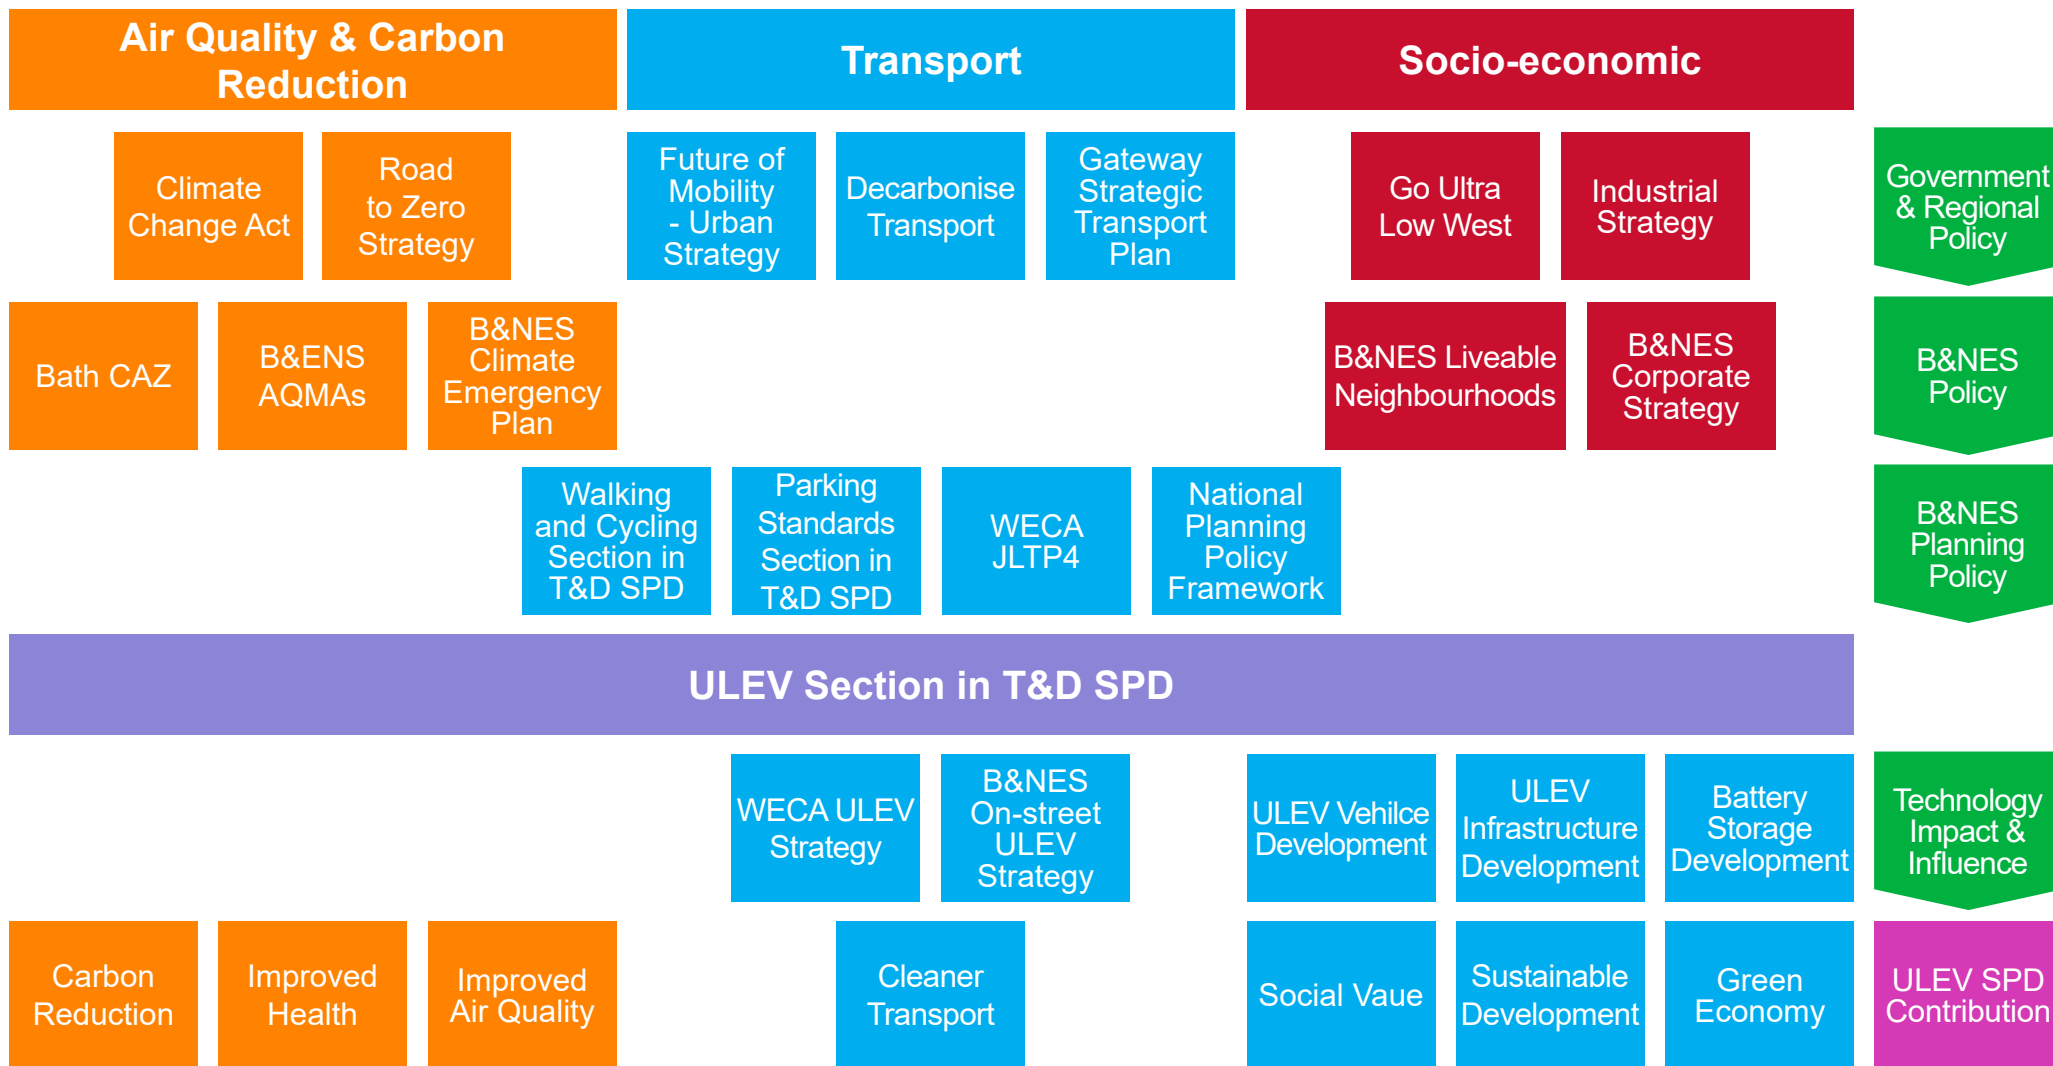 Air Quality & Carbon
Reduction
Transport
Socio-economic
Climate
Change Act
Road
to Zero
Strategy
Future of
Mobility
- Urban
Strategy
Decarbonise
Transport
Gateway
Strategic
Transport
Plan
Go Ultra
Low West
Industrial
Strategy
Government
& Regional
Policy
Bath CAZ
B&ENS
AQMAs
B&NES
Climate
Emergency
Plan
B&NES Liveable
Neighbourhoods
B&NES
Corporate
Strategy
B&NES
Policy
Walking
and Cycling
Section in
T&D SPD
Parking
Standards
Section in
T&D SPD
WECA
JLTP4
National
Planning
Policy
Framework
B&NES
Planning
Policy
ULEV Section in T&D SPD
WECA ULEV
Strategy
B&NES
On-street
ULEV
Strategy
ULEV Vehilce
Development
ULEV
Infrastructure
Development
Battery
Storage
Development
Technology
Impact &
Influence
Carbon
Reduction
Improved
Health
Improved
Air Quality
Cleaner
Transport
Social Vaue
Sustainable
Development
Green
Economy
ULEV SPD
Contribution